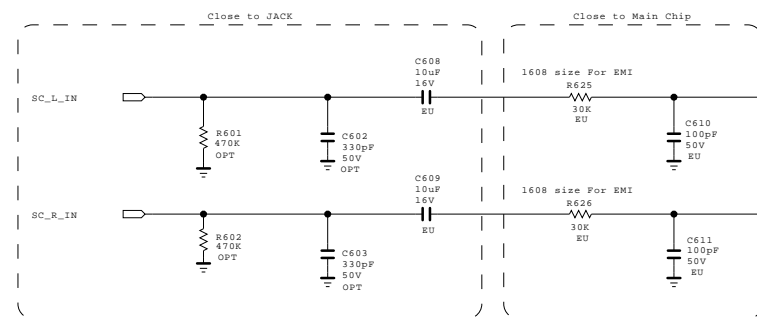 Close to JACK
Close to Main Chip
C608
10uF
16V
EU
1608 size For EMI
R625
30K
EU
SC_L_IN
R601
470K
OPT
C602
330pF
50V
OPT
C610
100pF
50V
EU
C609
10uF
16V
EU
1608 size For EMI
R626
30K
EU
SC_R_IN
R602
470K
OPT
C603
330pF
50V
OPT
C611
100pF
50V
EU